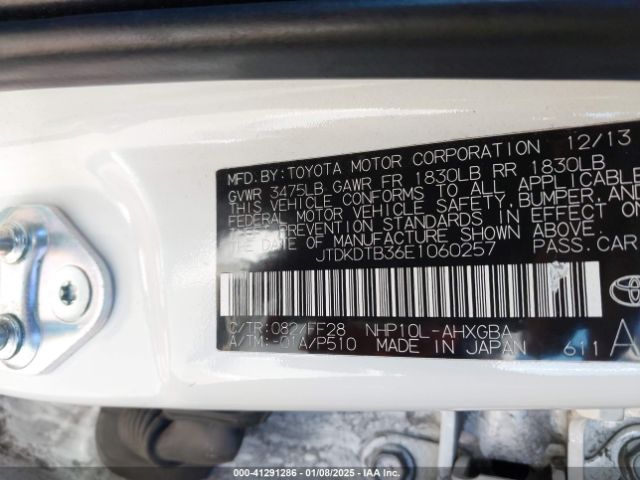 MFD.BY:TOYOTA MOTOR CORPORATION 12/13
GVWR 3475LB GAWR FR 1830LB RR 1830LB
THIS VEHICLE CONFORMS TO ALL APPLICABLE
FEDERAL MOTOR VEHICLE SAFETY,BUMPER,AND
PREVENTION STANDARDS IN EFFECT ON
DATE OF MANUFACTURE SHOWN ABOVE.
JTDKDTB36E1060257 PASS.CAR
C/TR:082/FE28 NHP10L-AHXGBA
A/TM:-01A/P510 MADE IN JAPAN 611 A
000-41291286 | 01/08/2025 | IAA Inc.